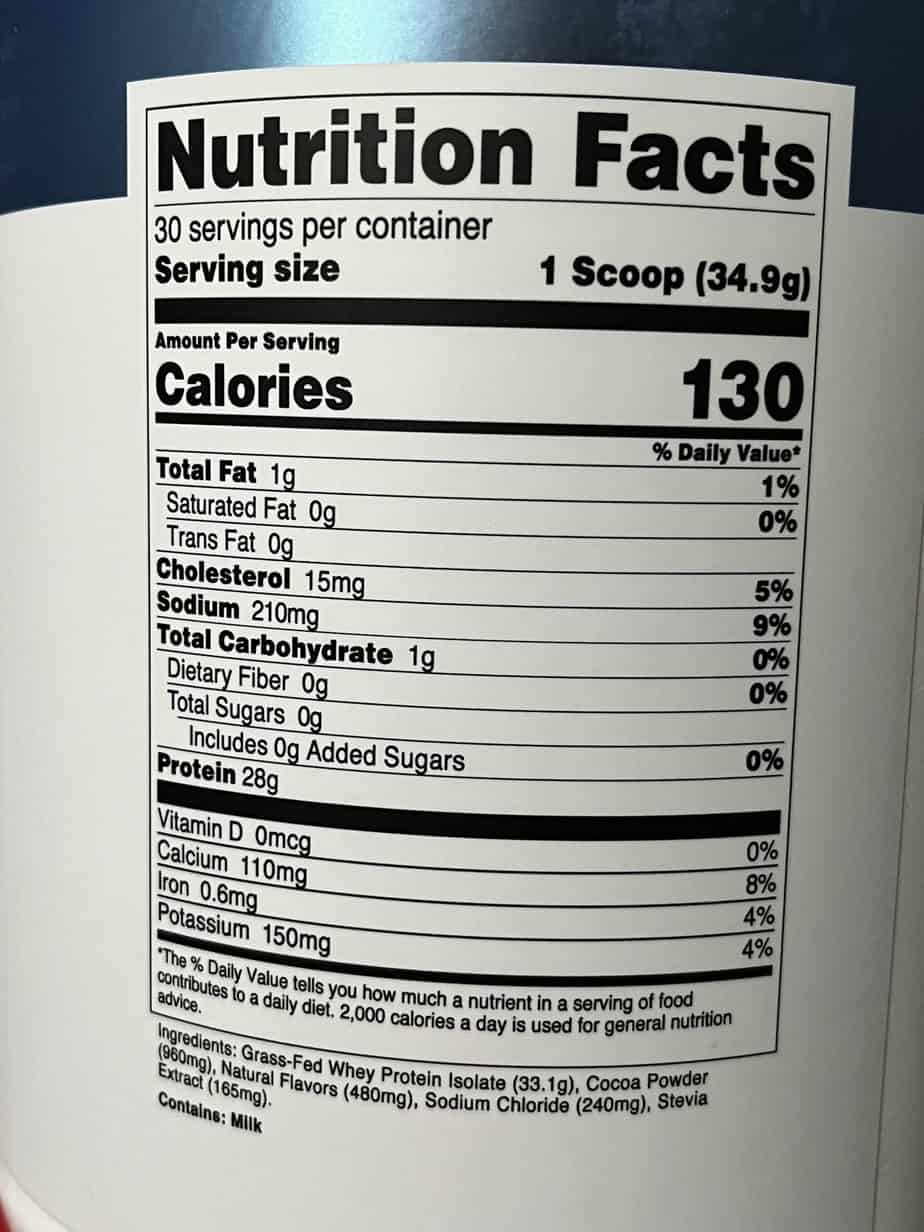 Nutrition Facts
30 servings per container
Serving size 1 Scoop (34.9g)
Amount Per Serving
Calories 130
% Daily Value*
Total Fat 1g 1%
Saturated Fat 0g 0%
Trans Fat 0g
Cholesterol 15mg 5%
Sodium 210mg 9%
Total Carbohydrate 1g 0%
Dietary Fiber 0g 0%
Total Sugars 0g
Includes 0g Added Sugars 0%
Protein 28g
Vitamin D 0mcg 0%
Calcium 110mg 8%
Iron 0.6mg 4%
Potassium 150mg 4%
*The % Daily Value tells you how much a nutrient in a serving of food
contributes to a daily diet. 2,000 calories a day is used for general nutrition
advice.
Ingredients: Grass-Fed Whey Protein Isolate (33.1g), Cocoa Powder
(960mg), Natural Flavors (480mg), Sodium Chloride (240mg), Stevia
Extract (165mg).
Contains: Milk